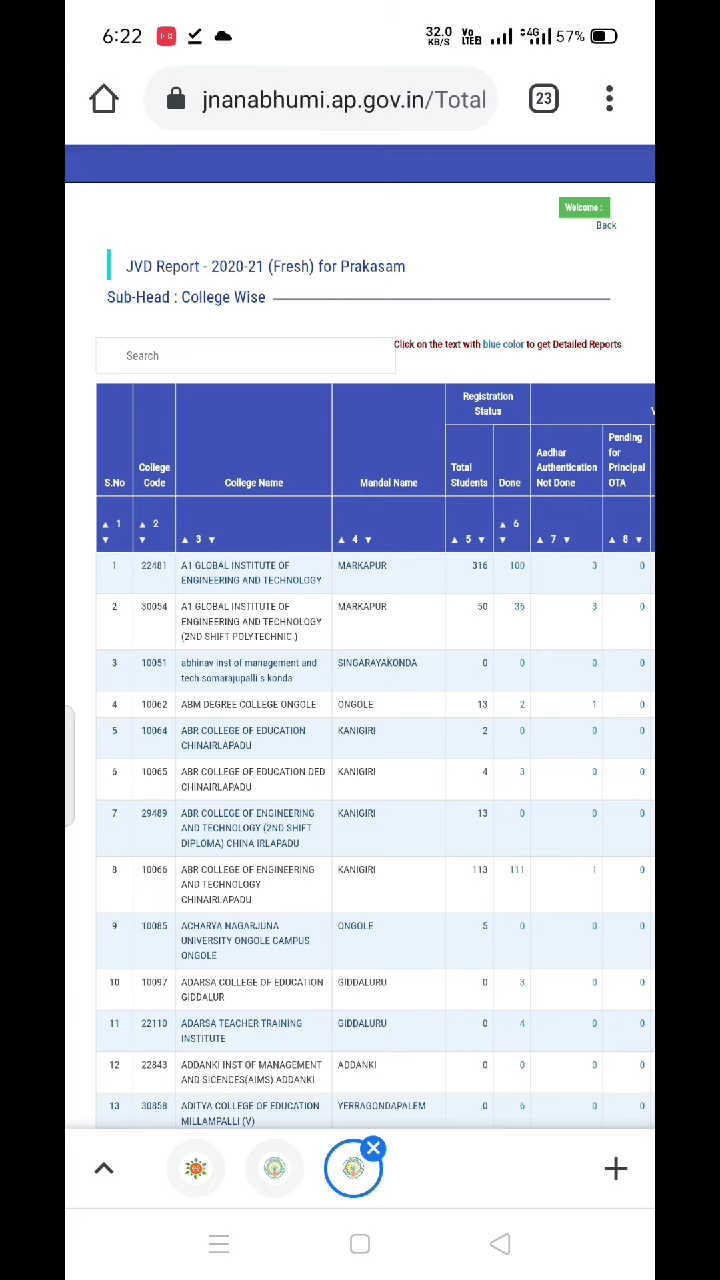 6:22 32.0 KB/S Vo LTE 4G 57%
jnanabhumi.ap.gov.in/Total 23
Welcome :
Back
JVD Report - 2020-21 (Fresh) for Prakasam
Sub-Head : College Wise
Search
Click on the text with blue color to get Detailed Reports
Registration Status
S.No College Code College Name Mandal Name Total Students Done Aadhar Authentication Not Done Pending for Principal OTA
▲ 1 ▼ ▲ 2 ▼ ▲ 3 ▼ ▲ 4 ▼ ▲ 5 ▼ ▲ 6 ▼ ▲ 7 ▼ ▲ 8 ▼
1 22481 A1 GLOBAL INSTITUTE OF MARKAPUR 316 100 3 0
ENGINEERING AND TECHNOLOGY
2 30054 A1 GLOBAL INSTITUTE OF MARKAPUR 50 36 3 0
ENGINEERING AND TECHNOLOGY
(2ND SHIFT POLYTECHNIC )
3 10051 abhinav inst of management and SINGARAYAKONDA 0 0 0 0
tech somarajupalli s konda
4 10062 ABM DEGREE COLLEGE ONGOLE ONGOLE 13 2 1 0
5 10064 ABR COLLEGE OF EDUCATION KANIGIRI 2 0 0 0
CHINAIRLAPADU
6 10065 ABR COLLEGE OF EDUCATION DED KANIGIRI 4 3 0 0
CHINAIRLAPADU
7 29489 ABR COLLEGE OF ENGINEERING KANIGIRI 13 0 0 0
AND TECHNOLOGY (2ND SHIFT
DIPLOMA) CHINA IRLAPADU
8 10066 ABR COLLEGE OF ENGINEERING KANIGIRI 113 111 1 0
AND TECHNOLOGY
CHINAIRLAPADU
9 10085 ACHARYA NAGARJUNA ONGOLE 5 0 0 0
UNIVERSITY ONGOLE CAMPUS
ONGOLE
10 10097 ADARSA COLLEGE OF EDUCATION GIDDALURU 0 3 0 0
GIDDALUR
11 22110 ADARSA TEACHER TRAINING GIDDALURU 0 4 0 0
INSTITUTE
12 22843 ADDANKI INST OF MANAGEMENT ADDANKI 0 0 0 0
AND SICENCES(AIMS) ADDANKI
13 30858 ADITYA COLLEGE OF EDUCATION YERRAGONDAPALEM 0 6 0 0
MILLAMPALLI (V)